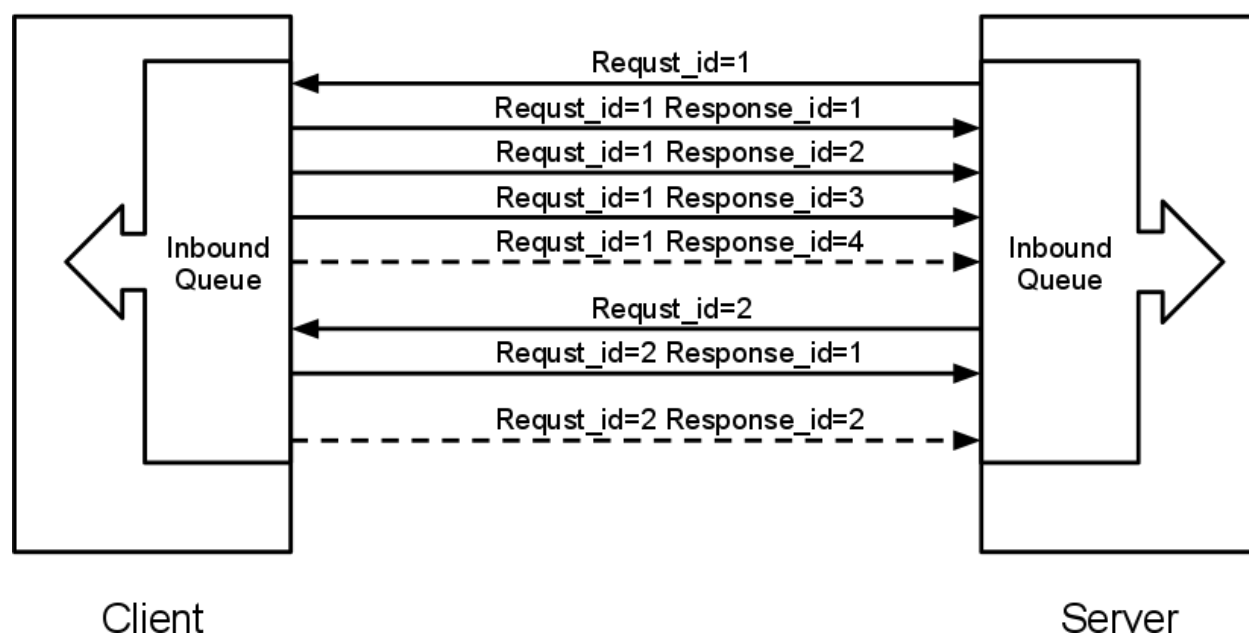 Requst_id=1
Requst_id=1 Response_id=1
Requst_id=1 Response_id=2
Requst_id=1 Response_id=3
Requst_id=1 Response_id=4
Inbound
Queue
Inbound
Queue
Requst_id=2
Requst_id=2 Response_id=1
Requst_id=2 Response_id=2
Client
Server